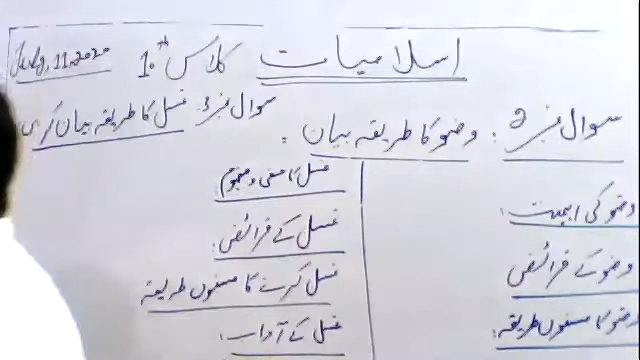 اسلامیات کلاس 10th July, 11, 2020
سوال نمبر 2: وضو کا طریقہ بیان:
وضو کی اہمیت:
وضو کے فرائض
وضو کا مسنون طریقہ:
سوال نمبر 3: غسل کا طریقہ بیان کریں
غسل کا معنی و مفہوم
غسل کے فرائض:
غسل کرنے کا مسنون طریقہ
غسل کے آداب: